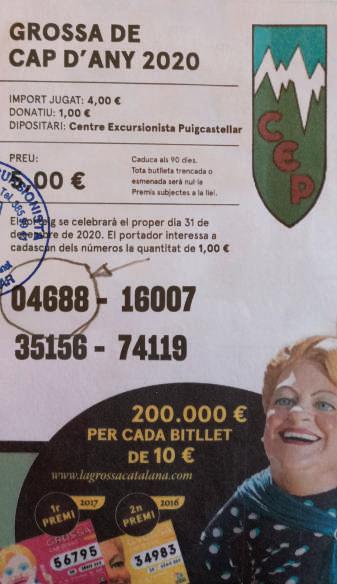 GROSSA DE
CAP D'ANY 2020
IMPORT JUGAT: 4,00 €
DONATIU: 1,00 €
DIPOSITARI: Centre Excursionista Puigcastellar
CEP
PREU:
5,00 €
Caduca als 90 dies.
Tota butlleta trencada o
esmenada serà nul·la
Premis subjectes a la llei.
El sorteig se celebrarà el proper dia 31 de
desembre de 2020. El portador interessa a
cadascun dels números la quantitat de 1,00 €
04688 - 16007
35156 - 74119
200.000 €
PER CADA BITLLET
DE 10 €
www.lagrossacatalana.com
1r PREMI
2017
GROSSA
56795
2n PREMI
2016
34983